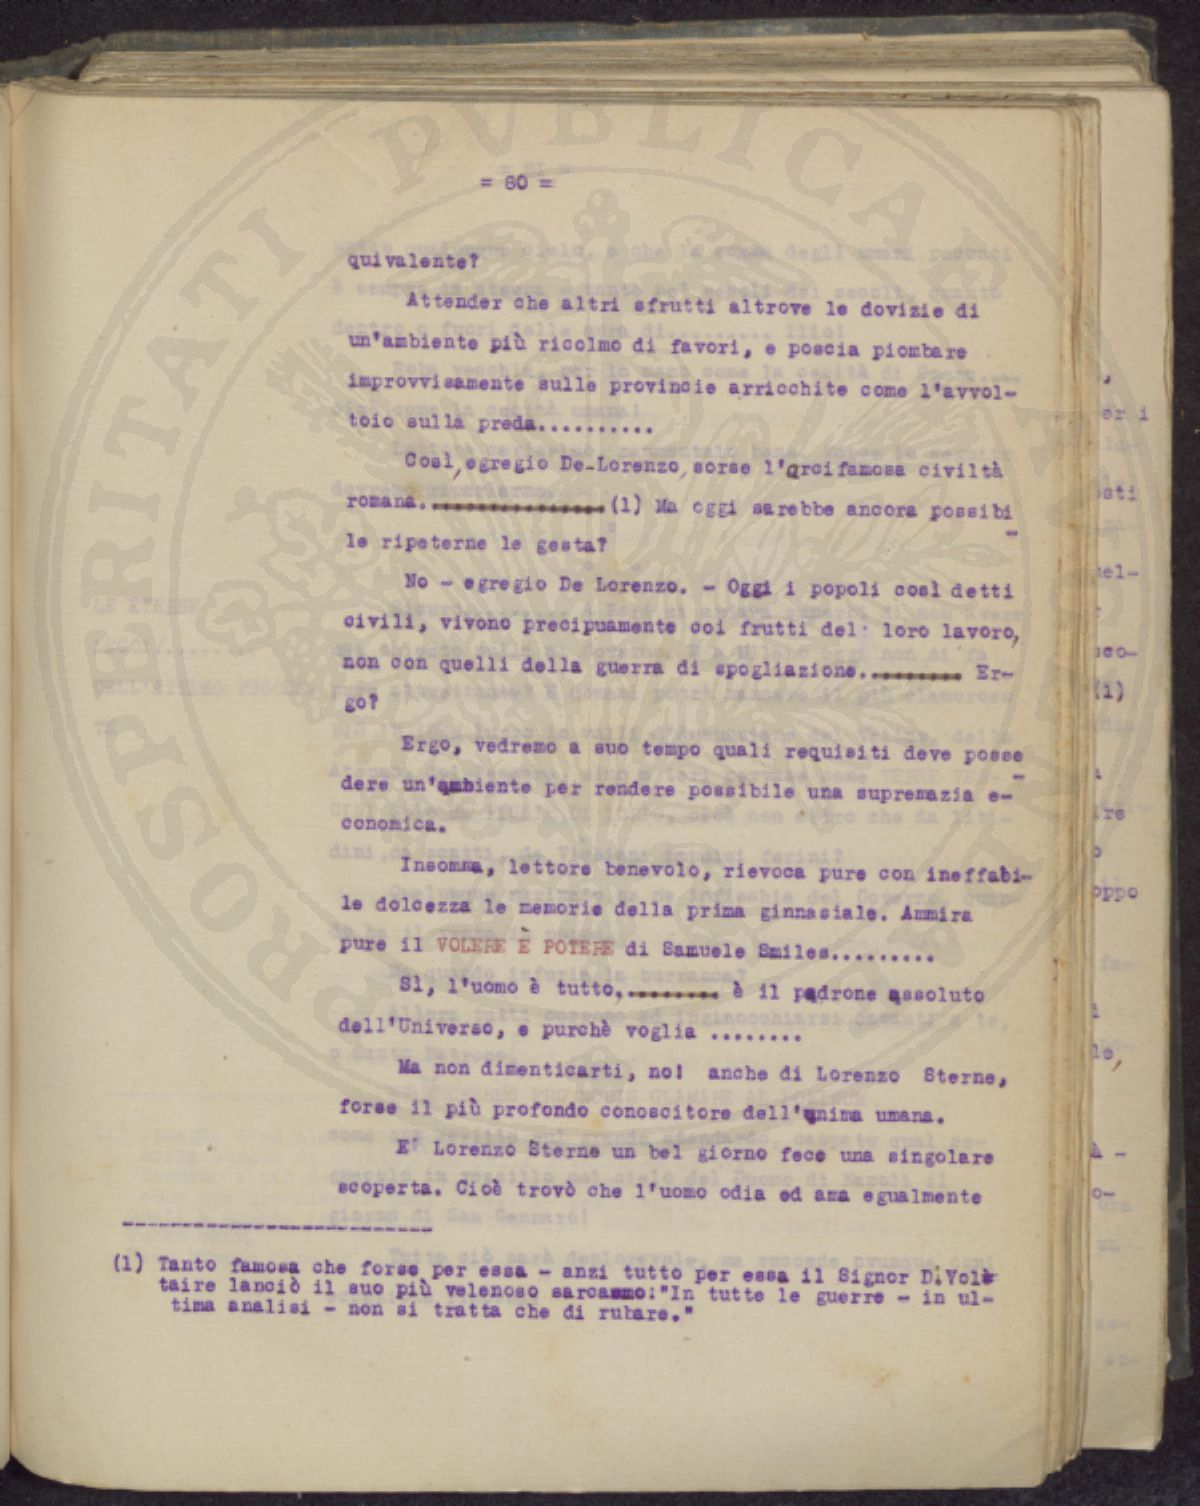 = 60 =
quivalente?
Attender che altri sfrutti altrove le dovizie di
un'ambiente più ricolmo di favori, e poscia piombare
improvvisamente sulle provincie arricchite come l'avvol-
toio sulla preda..........
Così, egregio De-Lorenzo, sorse l'arcifamosa civiltà
romana. (1) Ma oggi sarebbe ancora possibi
le ripeterne le gesta?
No - egregio De Lorenzo. - Oggi i popoli così detti
civili, vivono precipuamente coi frutti del loro lavoro,
non con quelli della guerra di spogliazione. Er-
go?
Ergo, vedremo a suo tempo quali requisiti deve posse
dere un'ambiente per rendere possibile una supremazia e-
conomica.
Insomma, lettore benevolo, rievoca pure con ineffabi-
le dolcezza le memorie della prima ginnasiale. Ammira
pure il VOLERE È POTERE di Samuele Smiles.........
Sì, l'uomo è tutto, è il padrone assoluto
dell'Universo, e purchè voglia ........
Ma non dimenticarti, no! anche di Lorenzo Sterne,
forse il più profondo conoscitore dell'anima umana.
E' Lorenzo Sterne un bel giorno fece una singolare
scoperta. Cioè trovò che l'uomo odia ed ama egualmente
(1) Tanto famosa che forse per essa - anzi tutto per essa il Signor Di Volt
taire lanciò il suo più velenoso sarcasmo: "In tutte le guerre - in ul-
tima analisi - non si tratta che di rubare."
PROSPERITATI PVBLICAE AVGENDAE